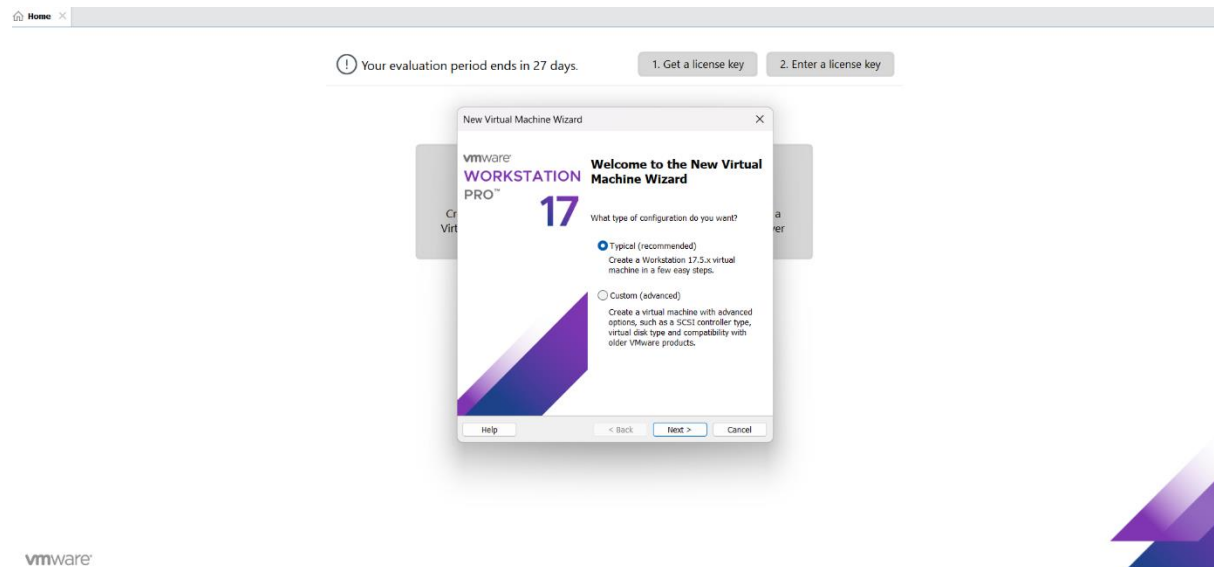 Home
Your evaluation period ends in 27 days.
1. Get a license key
2. Enter a license key
New Virtual Machine Wizard
vmware
WORKSTATION
PRO™
17
Welcome to the New Virtual
Machine Wizard
What type of configuration do you want?
Typical (recommended)
Create a Workstation 17.5.x virtual
machine in a few easy steps.
Custom (advanced)
Create a virtual machine with advanced
options, such as a SCSI controller type,
virtual disk type and compatibility with
older VMware products.
Cr
Virt
a
ver
Help
< Back
Next >
Cancel
vmware